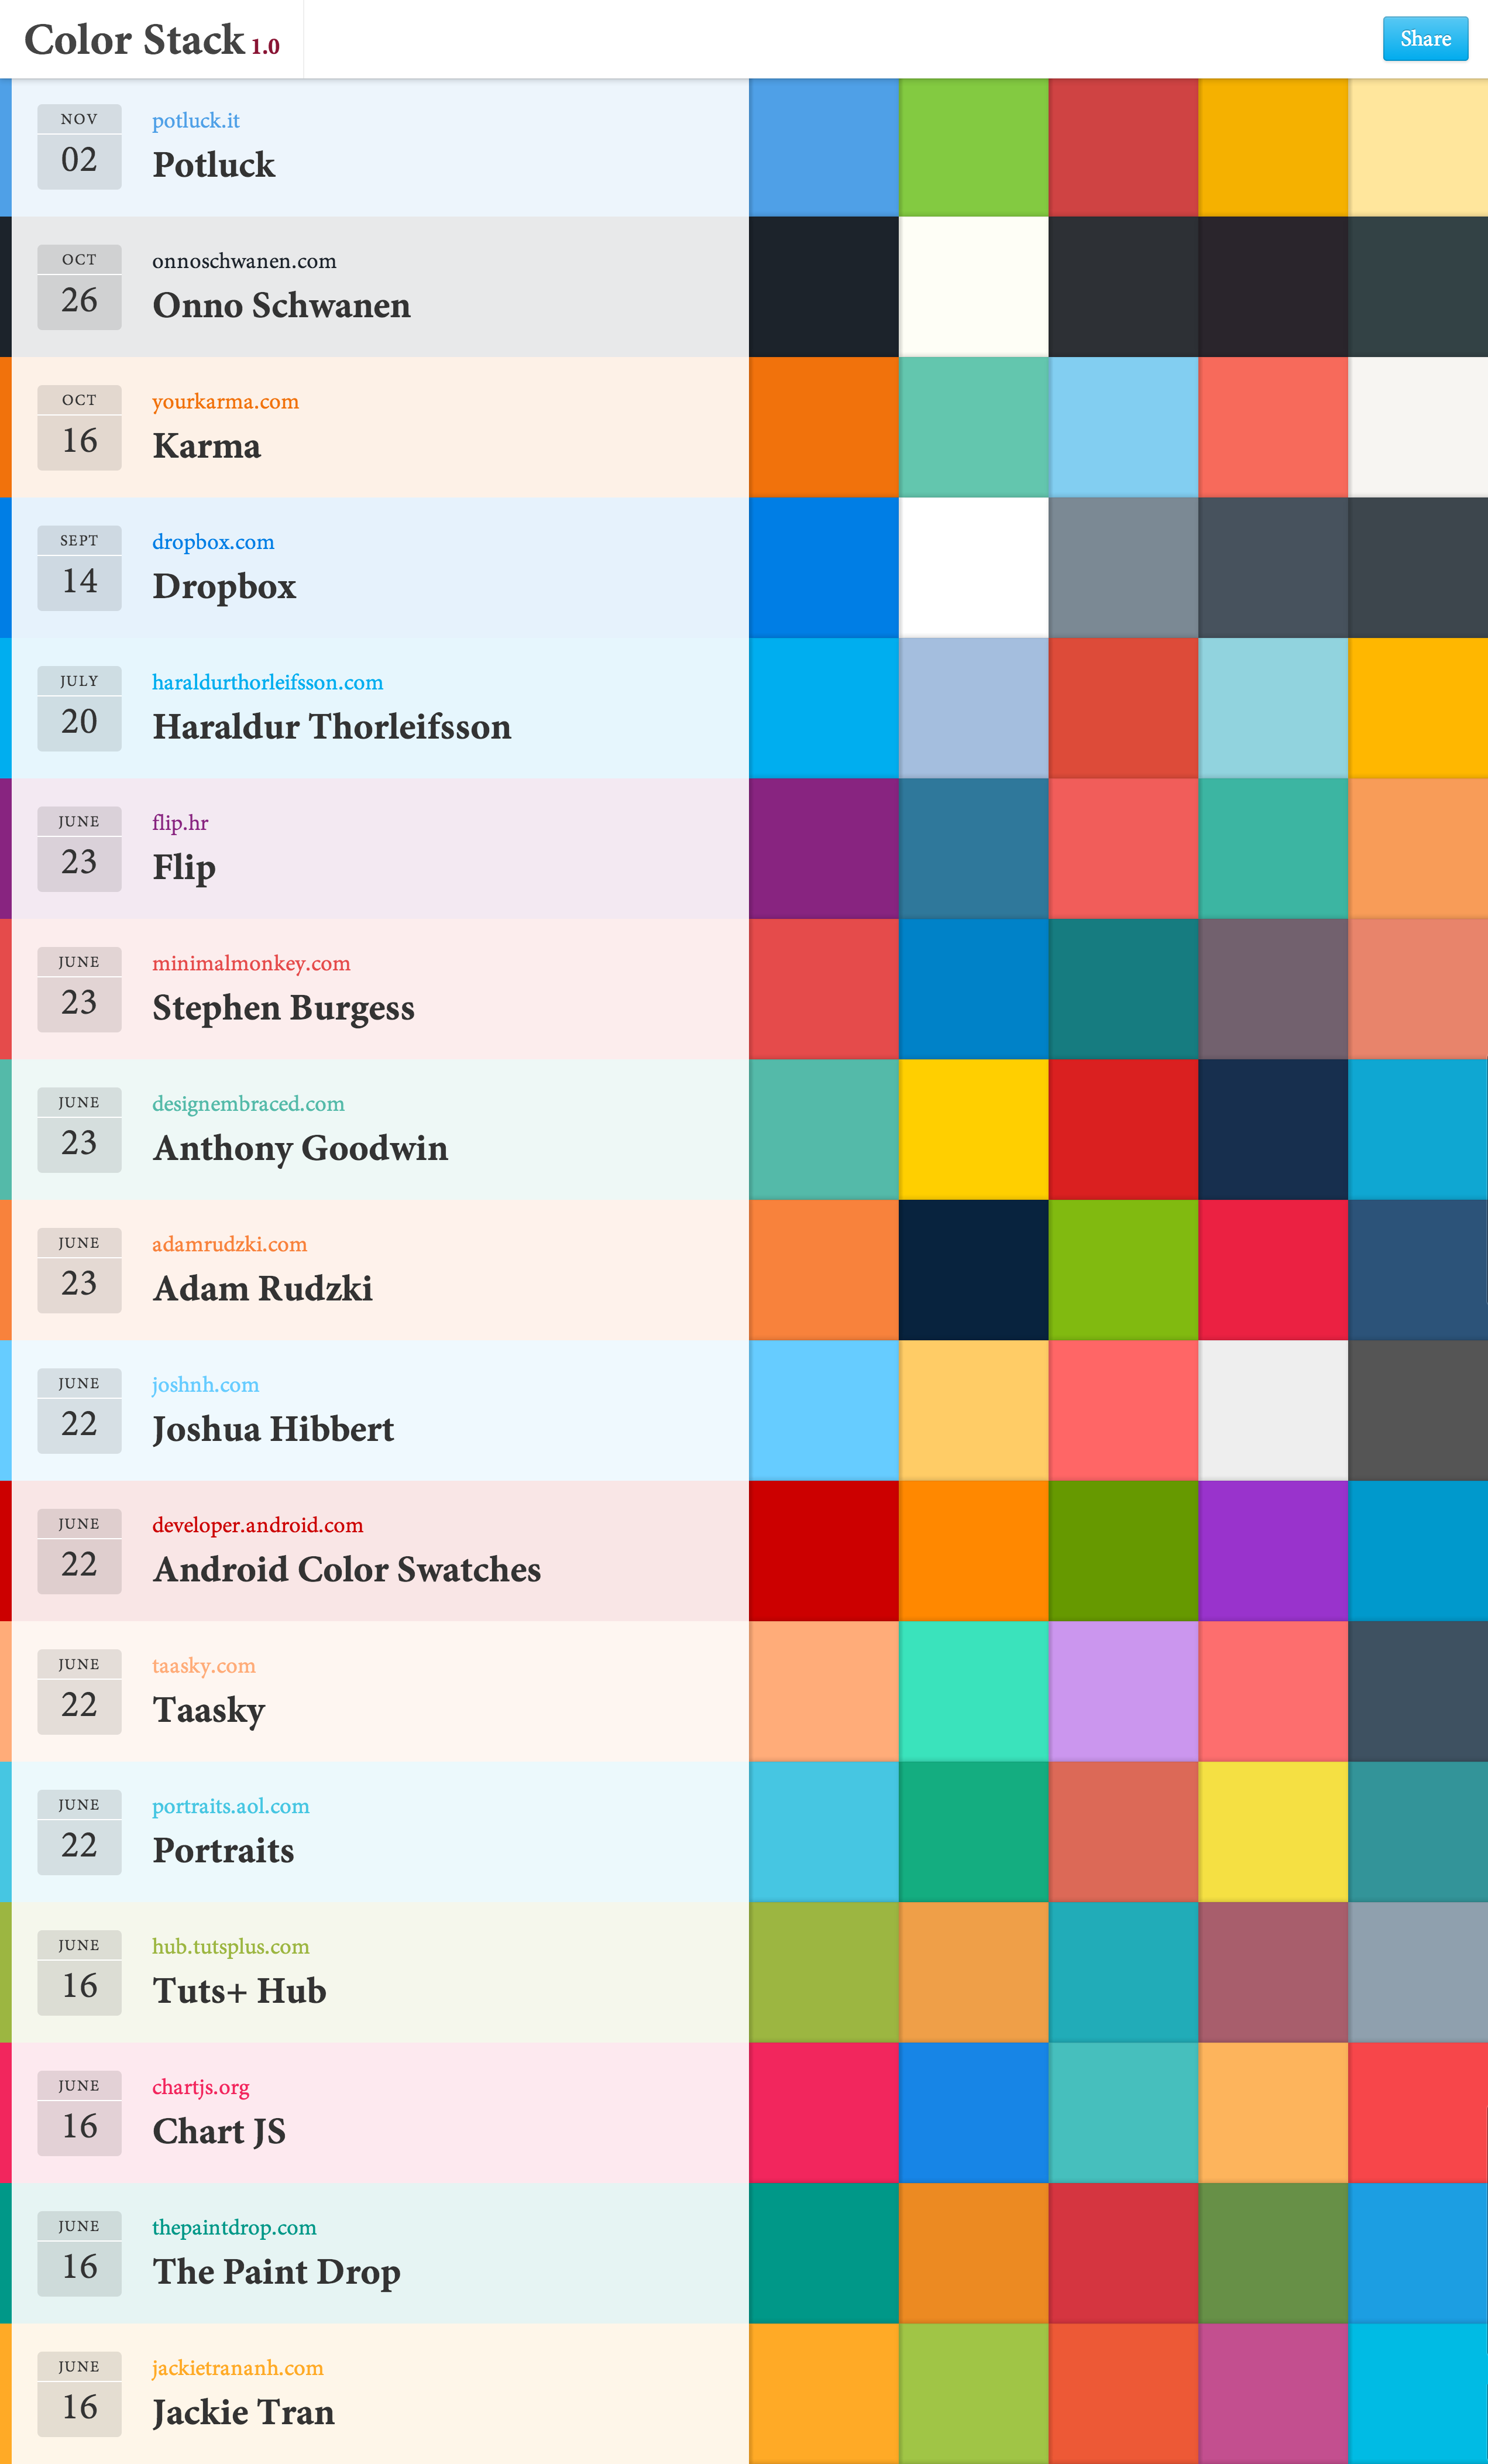 Color Stack 1.0
Share
NOV
02
potluck.it
Potluck
OCT
26
onnoschwanen.com
Onno Schwanen
OCT
16
yourkarma.com
Karma
SEPT
14
dropbox.com
Dropbox
JULY
20
haraldurthorleifsson.com
Haraldur Thorleifsson
JUNE
23
flip.hr
Flip
JUNE
23
minimalmonkey.com
Stephen Burgess
JUNE
23
designembraced.com
Anthony Goodwin
JUNE
23
adamrudzki.com
Adam Rudzki
JUNE
22
joshnh.com
Joshua Hibbert
JUNE
22
developer.android.com
Android Color Swatches
JUNE
22
taasky.com
Taasky
JUNE
22
portraits.aol.com
Portraits
JUNE
16
hub.tutsplus.com
Tuts+ Hub
JUNE
16
chartjs.org
Chart JS
JUNE
16
thepaintdrop.com
The Paint Drop
JUNE
16
jackietrananh.com
Jackie Tran